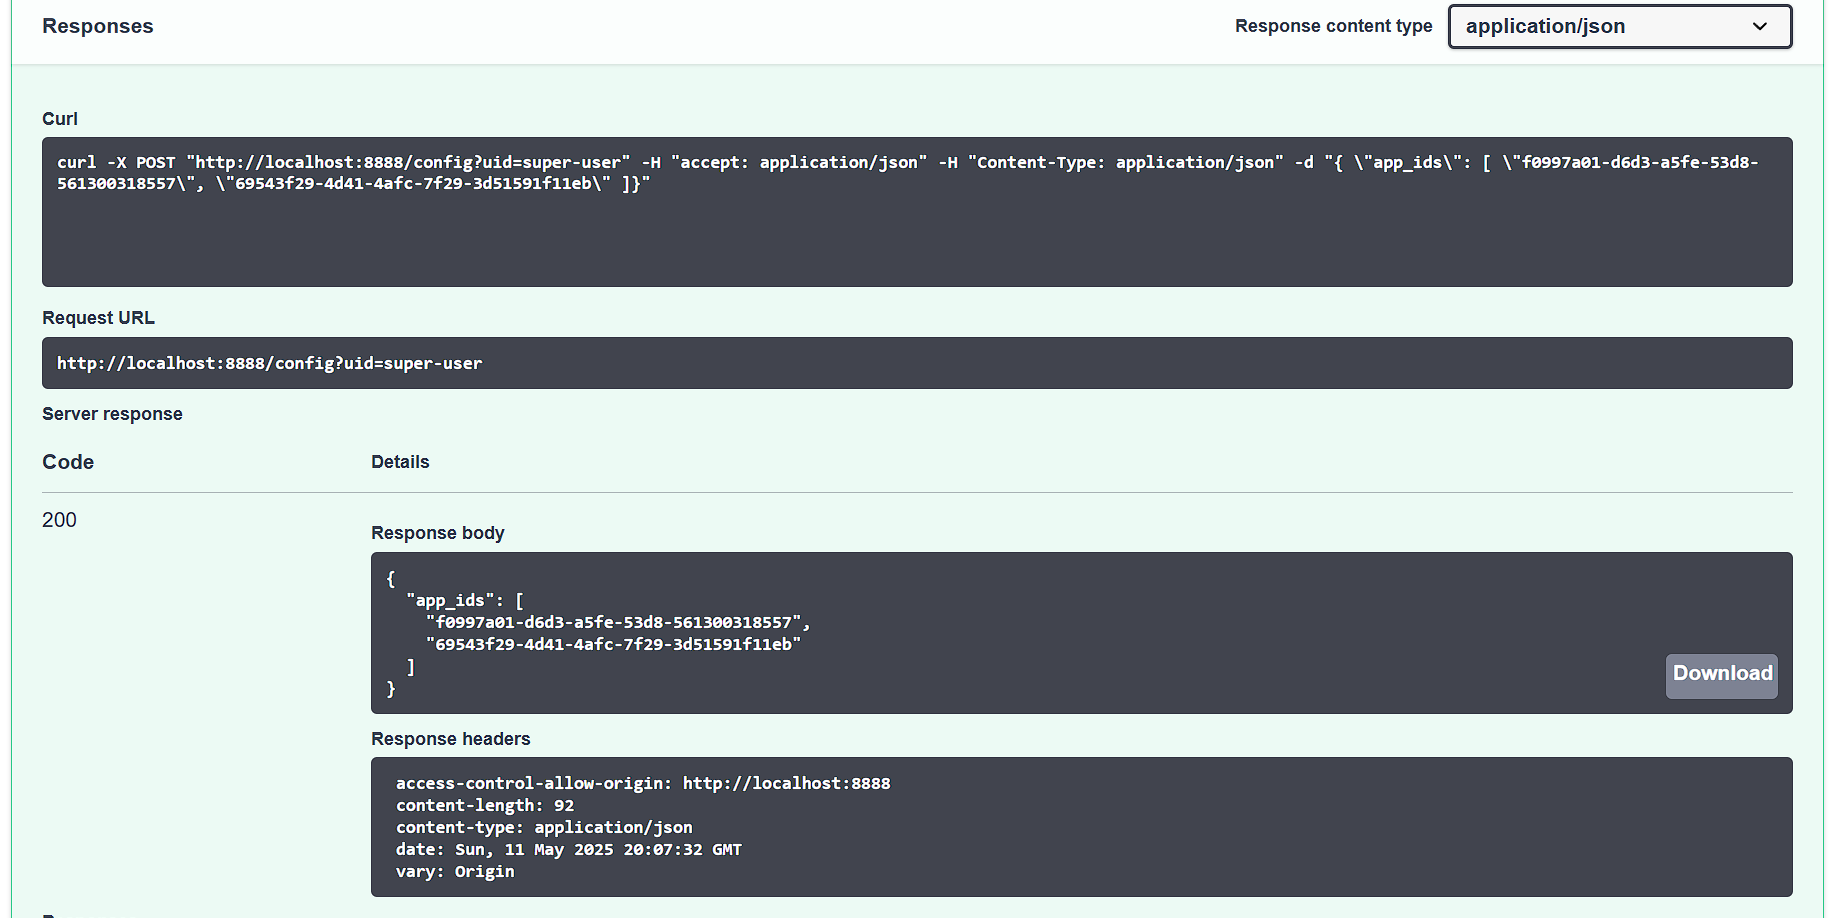 Responses
Response content type
application/json
Curl
curl -X POST "http://localhost:8888/config?uid=super-user" -H "accept: application/json" -H "Content-Type: application/json" -d "{ \"app_ids\": [ \"f0997a01-d6d3-a5fe-53d8-
561300318557\", \"69543f29-4d41-4afc-7f29-3d51591f11eb\" ]}"
Request URL
http://localhost:8888/config?uid=super-user
Server response
Code
Details
200
Response body
{
  "app_ids": [
    "f0997a01-d6d3-a5fe-53d8-561300318557",
    "69543f29-4d41-4afc-7f29-3d51591f11eb"
  ]
}
Download
Response headers
access-control-allow-origin: http://localhost:8888
content-length: 92
content-type: application/json
date: Sun, 11 May 2025 20:07:32 GMT
vary: Origin